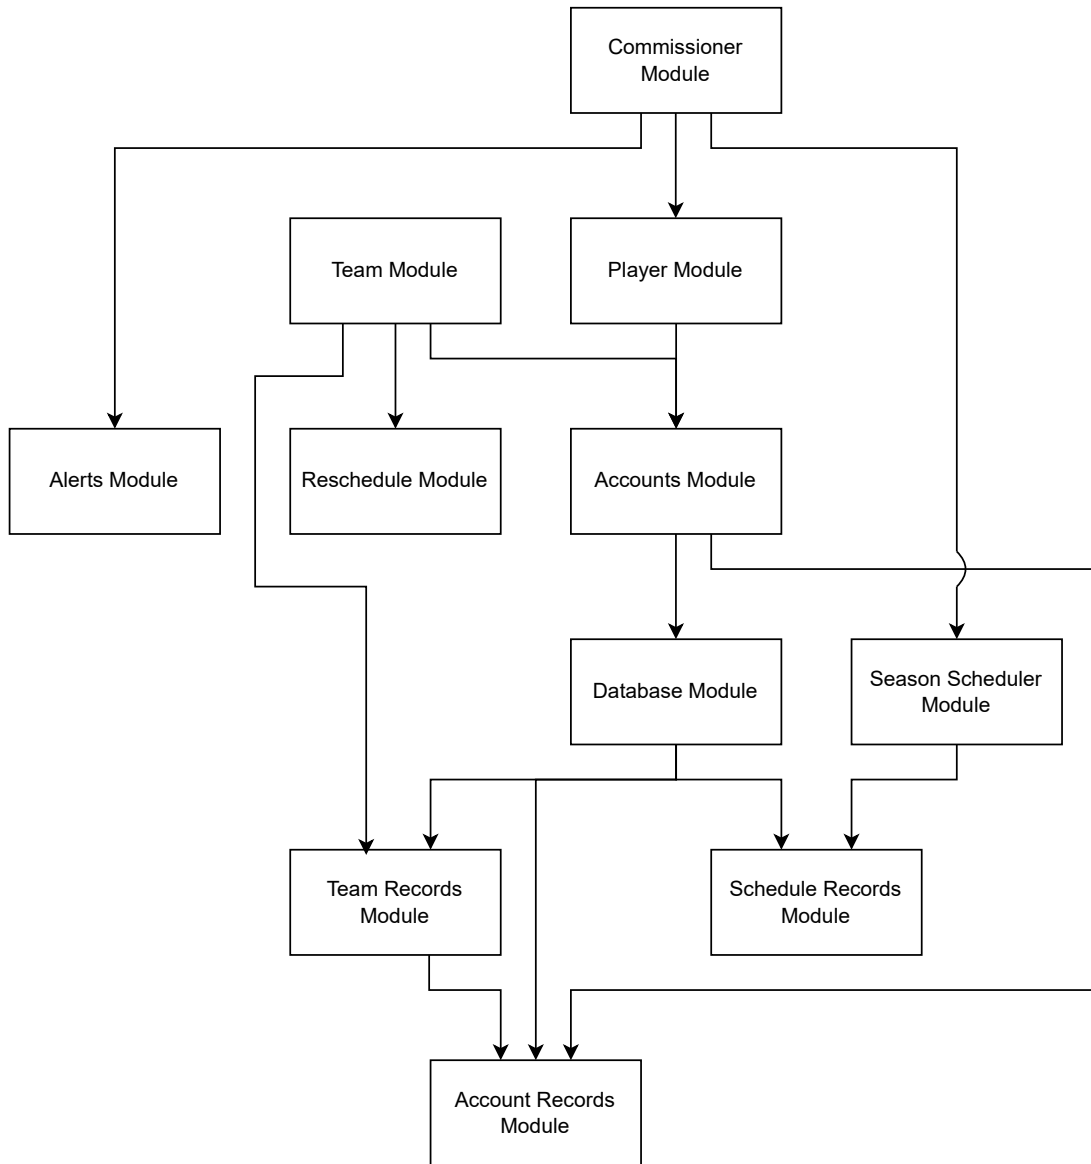 Commissioner
Module
Team Module
Player Module
Alerts Module
Reschedule Module
Accounts Module
Database Module
Season Scheduler
Module
Team Records
Module
Schedule Records
Module
Account Records
Module